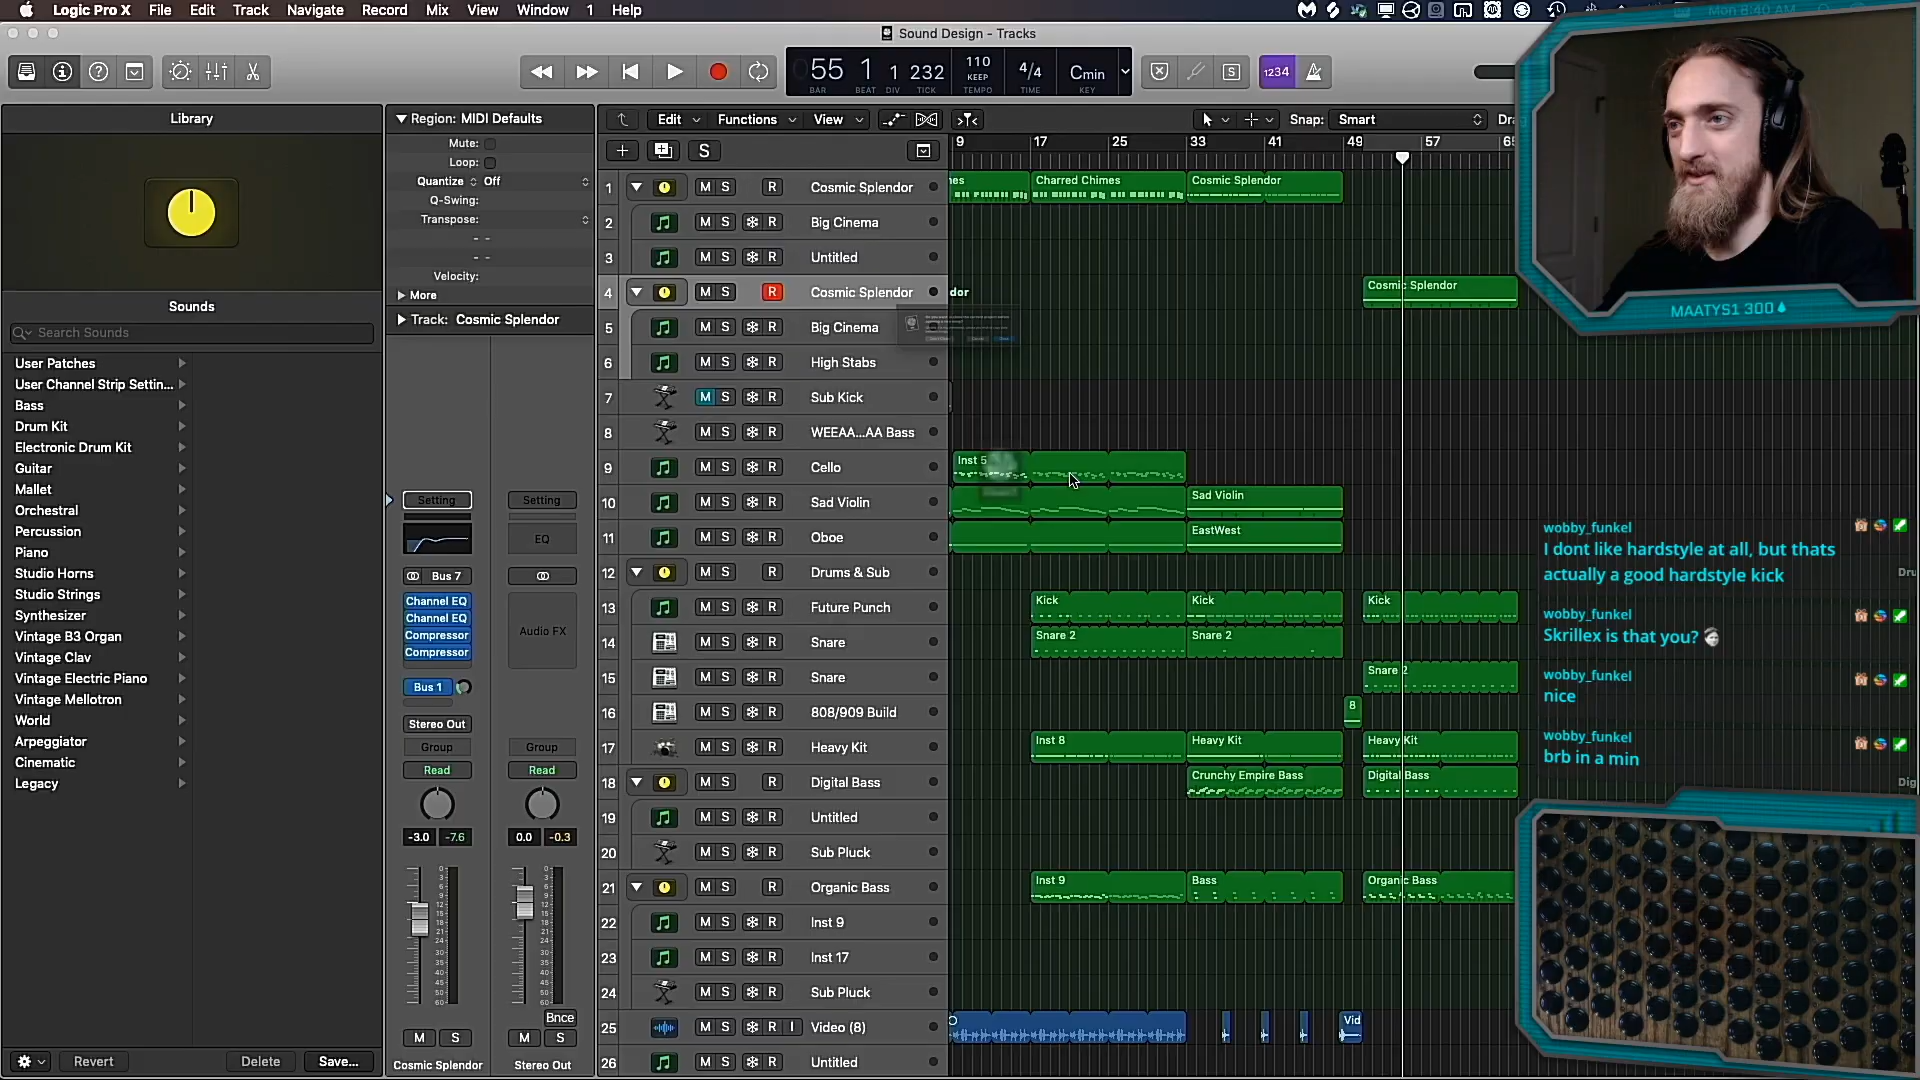 Logic Pro X File Edit Track Navigate Record Mix View Window 1 Help
Mon 8:40 AM
Sound Design - Tracks
55 1 1 232 110 KEEP 4/4 Cmin
BAR BEAT DIV TICK TEMPO TIME KEY
1234
Library
Sounds
Search Sounds
User Patches
User Channel Strip Settin...
Bass
Drum Kit
Electronic Drum Kit
Guitar
Mallet
Orchestral
Percussion
Piano
Studio Horns
Studio Strings
Synthesizer
Vintage B3 Organ
Vintage Clav
Vintage Electric Piano
Vintage Mellotron
World
Arpeggiator
Cinematic
Legacy
Revert Delete Save...
Region: MIDI Defaults
Mute:
Loop:
Quantize Off
Q-Swing:
Transpose:
Velocity:
More
Track: Cosmic Splendor
Setting Setting
EQ
Bus 7
Channel EQ
Channel EQ
Compressor
Compressor
Audio FX
Bus 1
Stereo Out
Group Group
Read Read
-3.0 -7.6 0.0 -0.3
Bnce
M S M S
Cosmic Splendor Stereo Out
Edit Functions View Snap: Smart Dra
S
9 17 25 33 41 49 57 65
1 M S R Cosmic Splendor
2 M S R Big Cinema
3 M S R Untitled
4 M S R Cosmic Splendor
5 M S R Big Cinema
6 M S R High Stabs
7 M S R Sub Kick
8 M S R WEEAA...AA Bass
9 M S R Cello
10 M S R Sad Violin
11 M S R Oboe
12 M S R Drums & Sub
13 M S R Future Punch
14 M S R Snare
15 M S R Snare
16 M S R 808/909 Build
17 M S R Heavy Kit
18 M S R Digital Bass
19 M S R Untitled
20 M S R Sub Pluck
21 M S R Organic Bass
22 M S R Inst 9
23 M S R Inst 17
24 M S R Sub Pluck
25 M S R I Video (8)
26 M S R Untitled
nes Charred Chimes Cosmic Splendor
dor Cosmic Splendor
Inst 5
Sad Violin
EastWest
Kick Kick Kick
Snare 2 Snare 2
Snare 2
8
Inst 8 Heavy Kit Heavy Kit
Crunchy Empire Bass Digital Bass
Inst 9 Bass Organic Bass
Vid
MAATYS1 300
wobby_funkel
I dont like hardstyle at all, but thats
actually a good hardstyle kick
Dru
wobby_funkel
Skrillex is that you?
wobby_funkel
nice
wobby_funkel
brb in a min
Dig